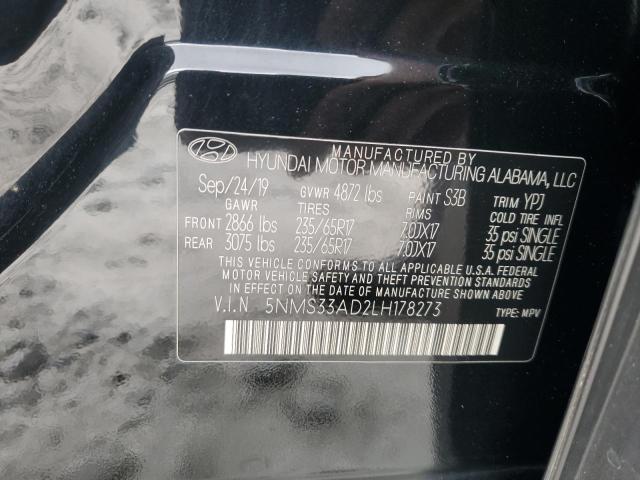 MANUFACTURED BY
HYUNDAI MOTOR MANUFACTURING ALABAMA, LLC
Sep/24/19 GVWR 4872 lbs PAINT S3B TRIM YPJ
GAWR TIRES RIMS COLD TIRE INFL
FRONT 2866 lbs 235/65R17 7.0JX17 35 psi SINGLE
REAR 3075 lbs 235/65R17 7.0JX17 35 psi SINGLE
THIS VEHICLE CONFORMS TO ALL APPLICABLE U.S.A. FEDERAL
MOTOR VEHICLE SAFETY AND THEFT PREVENTION STANDARDS
IN EFFECT ON THE DATE OF MANUFACTURE SHOWN ABOVE.
V.I.N 5NMS33AD2LH178273 TYPE: MPV